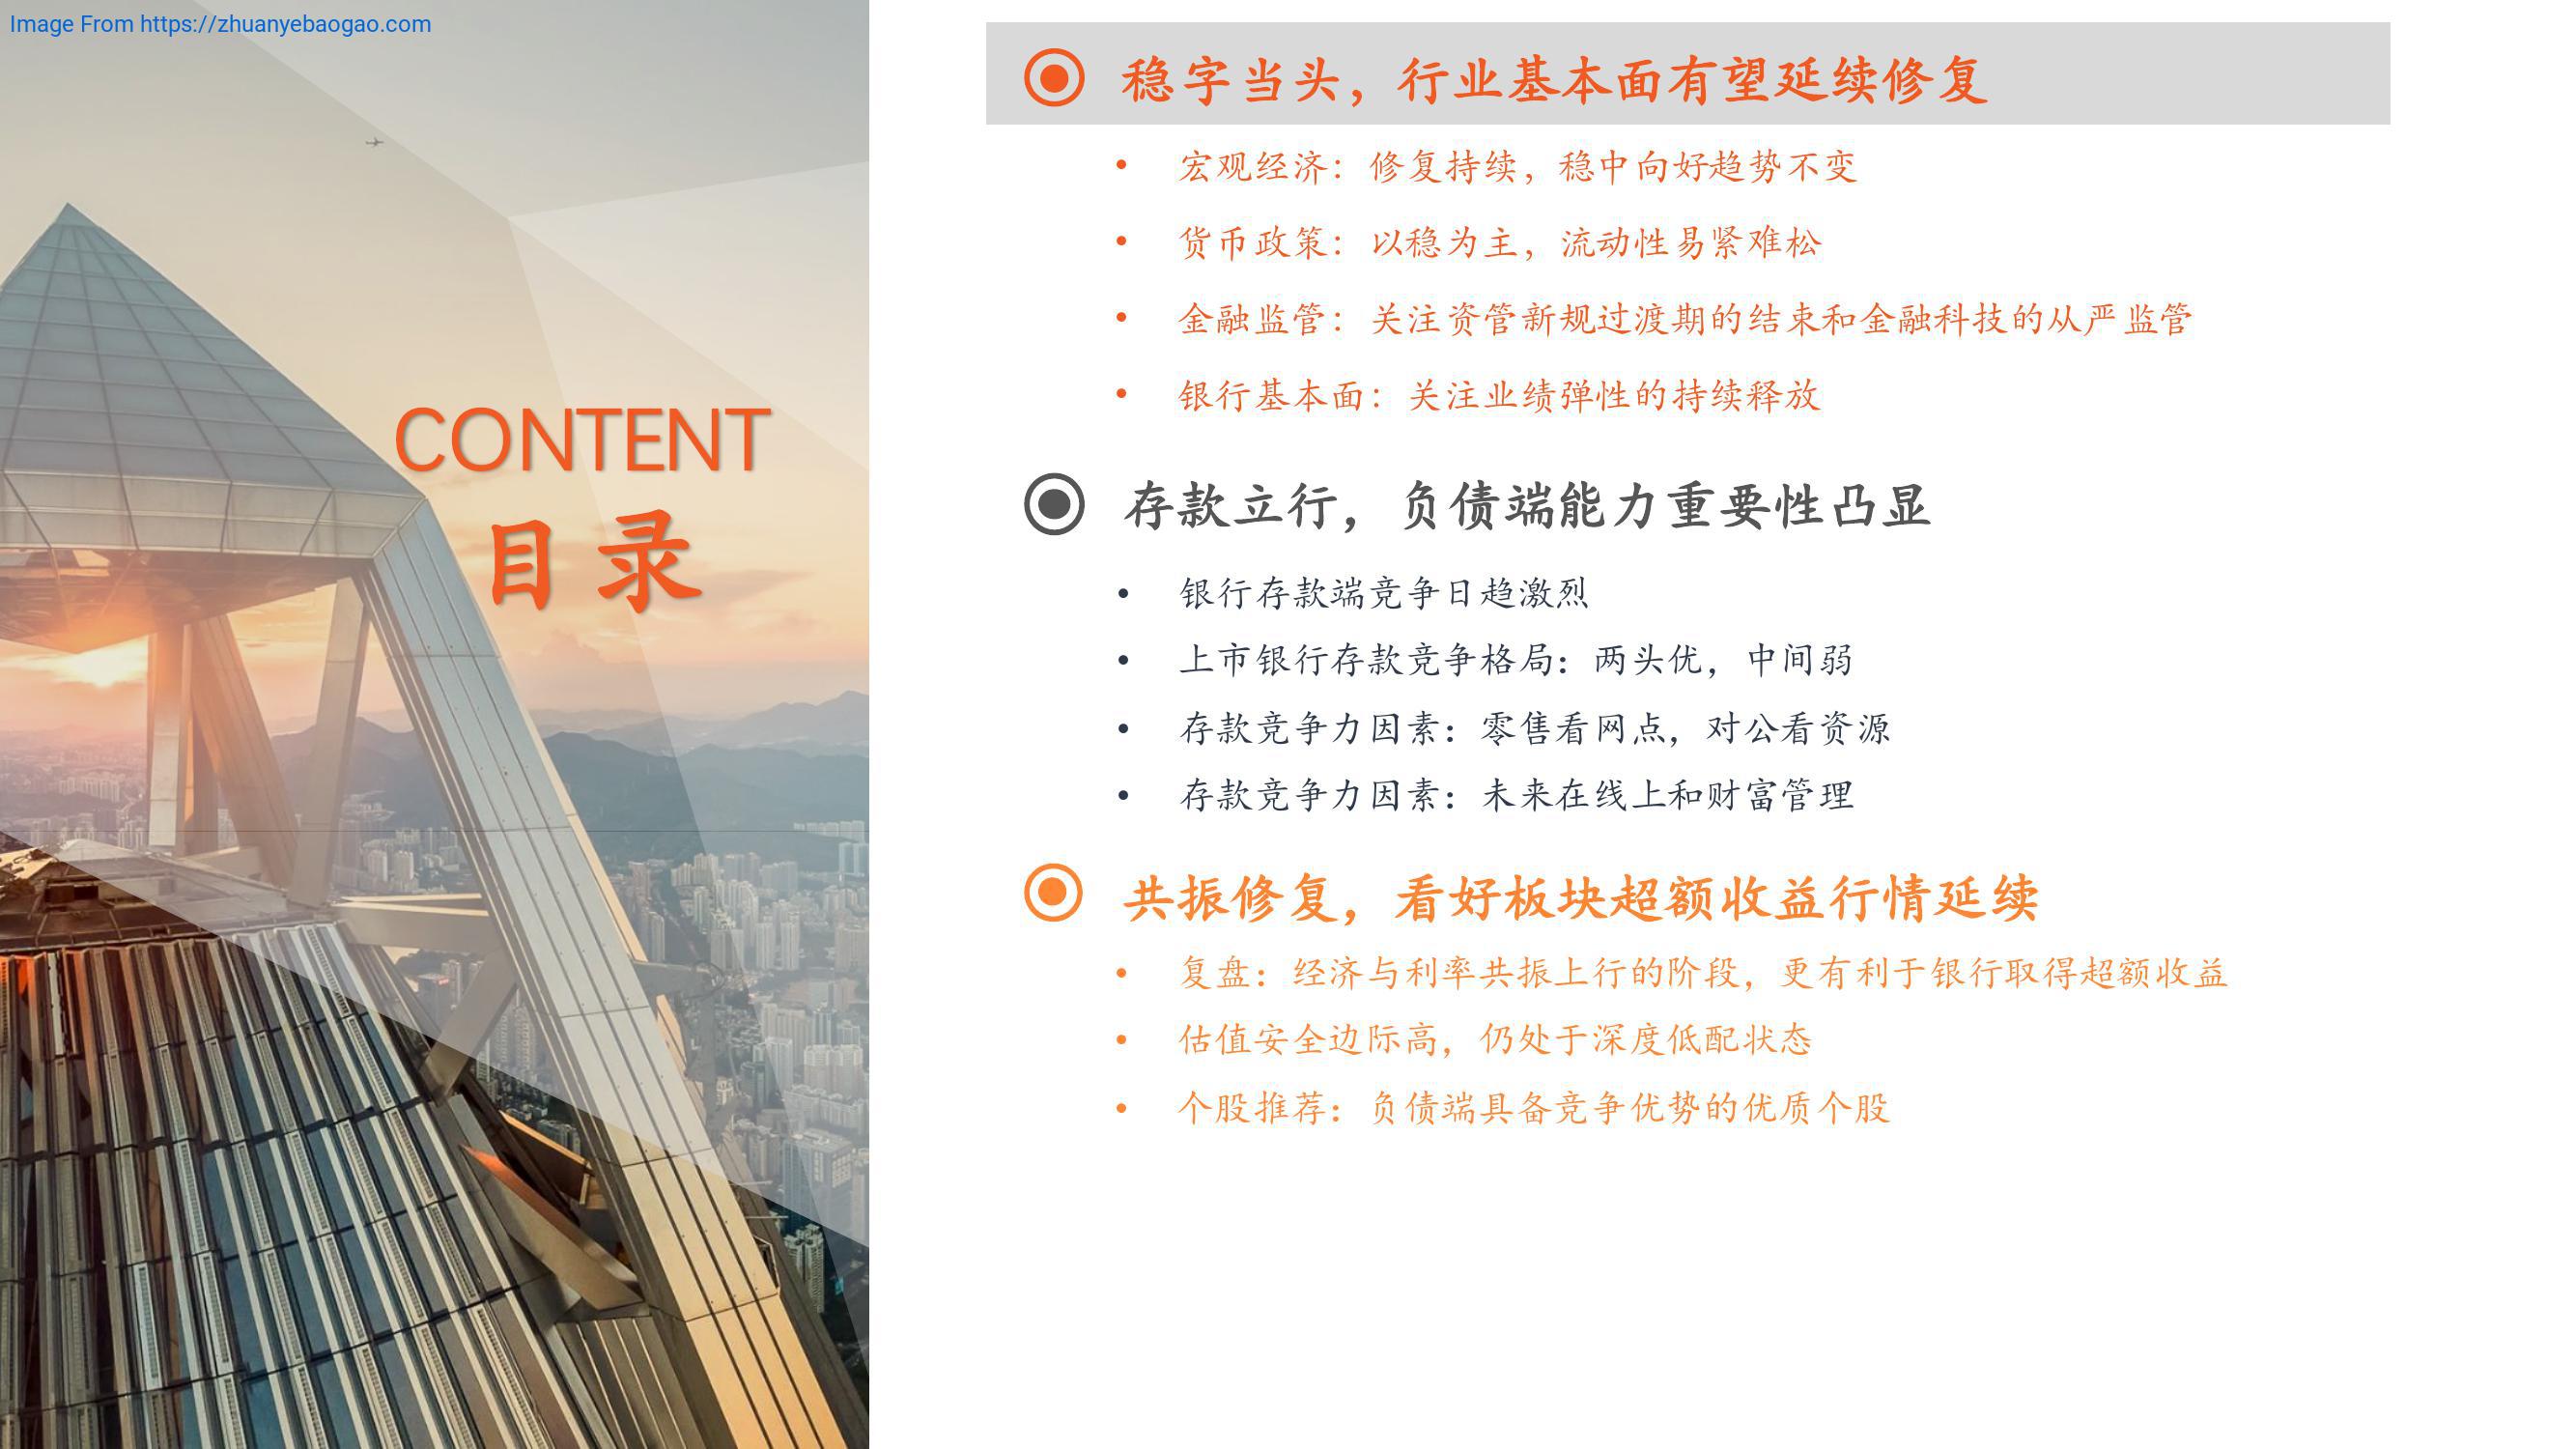 Image From https://zhuanyebaogao.com
CONTENT
目录
稳字当头，行业基本面有望延续修复
• 宏观经济：修复持续，稳中向好趋势不变
• 货币政策：以稳为主，流动性易紧难松
• 金融监管：关注资管新规过渡期的结束和金融科技的从严监管
• 银行基本面：关注业绩弹性的持续释放
存款立行，负债端能力重要性凸显
• 银行存款端竞争日趋激烈
• 上市银行存款竞争格局：两头优，中间弱
• 存款竞争力因素：零售看网点，对公看资源
• 存款竞争力因素：未来在线上和财富管理
共振修复，看好板块超额收益行情延续
• 复盘：经济与利率共振上行的阶段，更有利于银行取得超额收益
• 估值安全边际高，仍处于深度低配状态
• 个股推荐：负债端具备竞争优势的优质个股